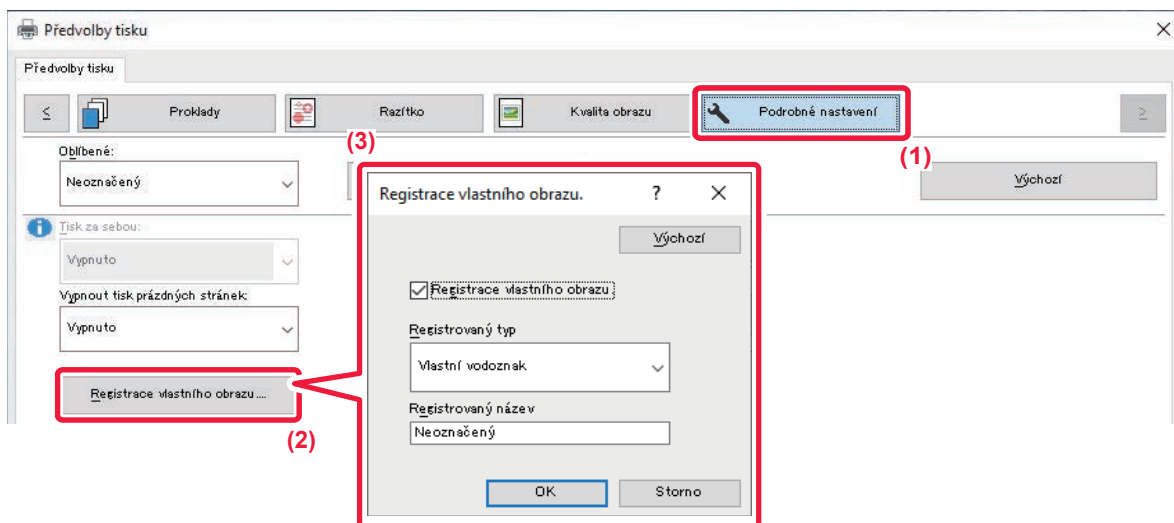 Předvolby tisku
Předvolby tisku
<
Proklady
Razítko
Kvalita obrazu
Podrobné nastavení
>
(1)
(3)
Oblíbené:
Neoznačený
Výchozí
Tisk za sebou:
Vypnuto
Vypnout tisk prázdných stránek:
Vypnuto
Registrace vlastního obrazu....
(2)
Registrace vlastního obrazu.
?
Výchozí
Registrace vlastního obrazu
Registrovaný typ
Vlastní vodoznak
Registrovaný název
Neoznačený
OK
Storno